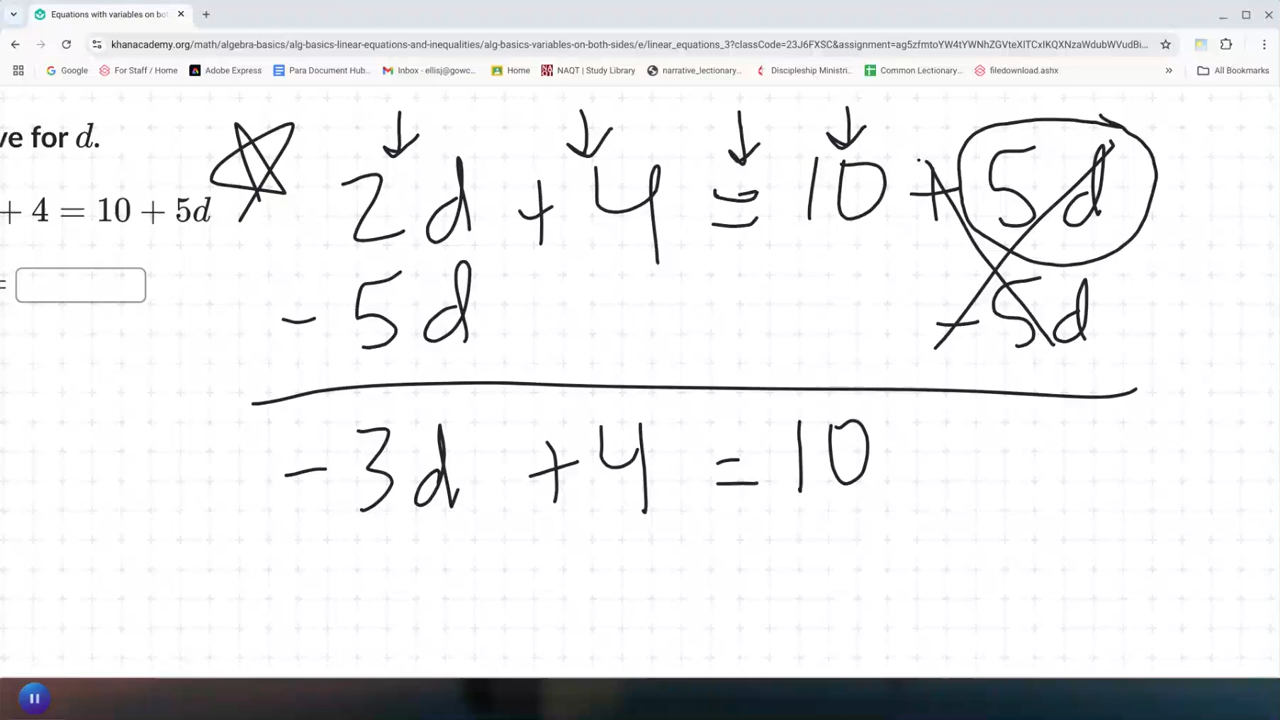 Equations with variables on bot
khanacademy.org/math/algebra-basics/alg-basics-linear-equations-and-inequalities/alg-basics-variables-on-both-sides/e/linear_equations_3?classCode=23J6FXSC&assignment=
Google For Staff / Home Adobe Express Para Document Hub... Inbox - ellisj@gowc... Home NAQT | Study Library narrative_lectionary... Discipleship Ministri... Common Lectionary... filedownload.ashx » All Bookmarks
ve for d.
+ 4 = 10 + 5d
=
2d + 4 = 10 + 5d
- 5d - 5d
- 3d + 4 = 10